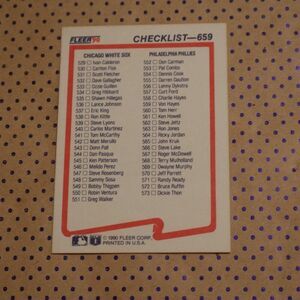 FLEER '90
CHECKLIST—659
CHICAGO WHITE SOX
529 Ivan Calderon
530 Carlton Fisk
531 Scott Fletcher
532 Dave Gallagher
533 Ozzie Guillen
534 Greg Hibbard
535 Shawn Hillegas
536 Lance Johnson
537 Eric King
538 Ron Kittle
539 Steve Lyons
540 Carlos Martinez
541 Tom McCarthy
542 Matt Merullo
543 Donn Pall
544 Dan Pasqua
545 Ken Patterson
546 Melido Perez
547 Steve Rosenberg
548 Sammy Sosa
549 Bobby Thigpen
550 Robin Ventura
551 Greg Walker
PHILADELPHIA PHILLIES
552 Don Carman
553 Pat Combs
554 Dennis Cook
555 Darren Daulton
556 Lenny Dykstra
557 Curt Ford
558 Charlie Hayes
559 Von Hayes
560 Tom Herr
561 Ken Howell
562 Steve Jeltz
563 Ron Jones
564 Ricky Jordan
565 John Kruk
566 Steve Lake
567 Roger McDowell
568 Terry Mulholland
569 Dwayne Murphy
570 Jeff Parrett
571 Randy Ready
572 Bruce Ruffin
573 Dickie Thon
© 1990 FLEER CORP.
PRINTED IN U.S.A.